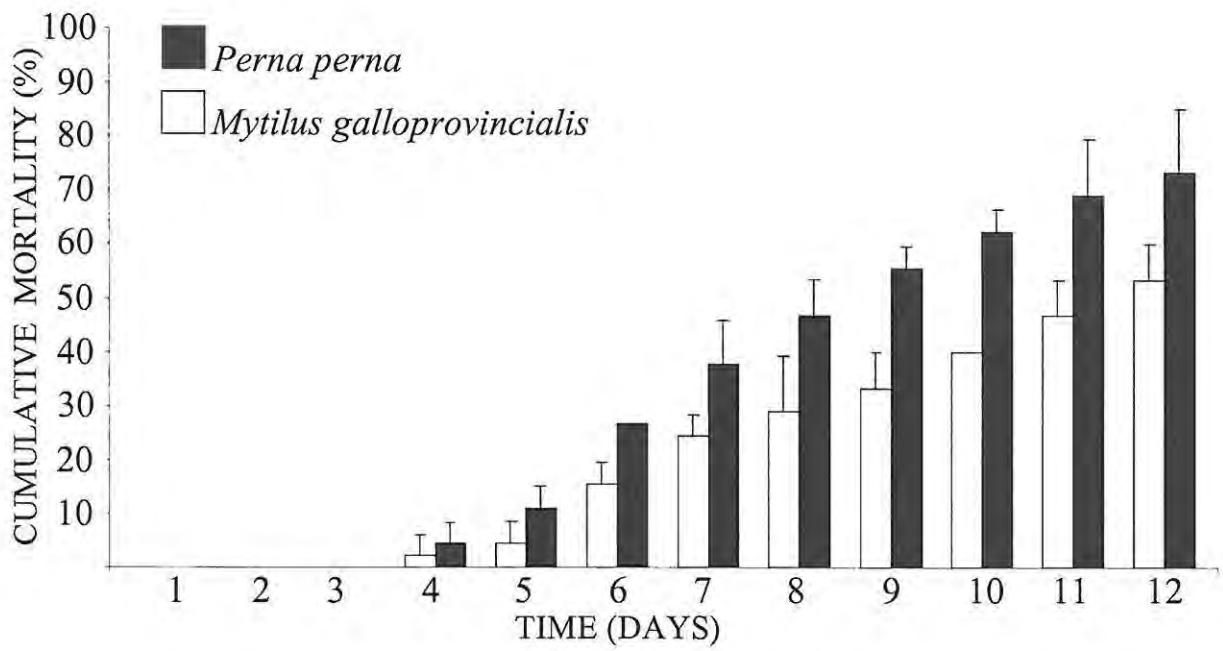 CUMULATIVE MORTALITY (%)
100
90
80
70
60
50
40
30
20
10
Perna perna
Mytilus galloprovincialis
1 2 3 4 5 6 7 8 9 10 11 12
TIME (DAYS)